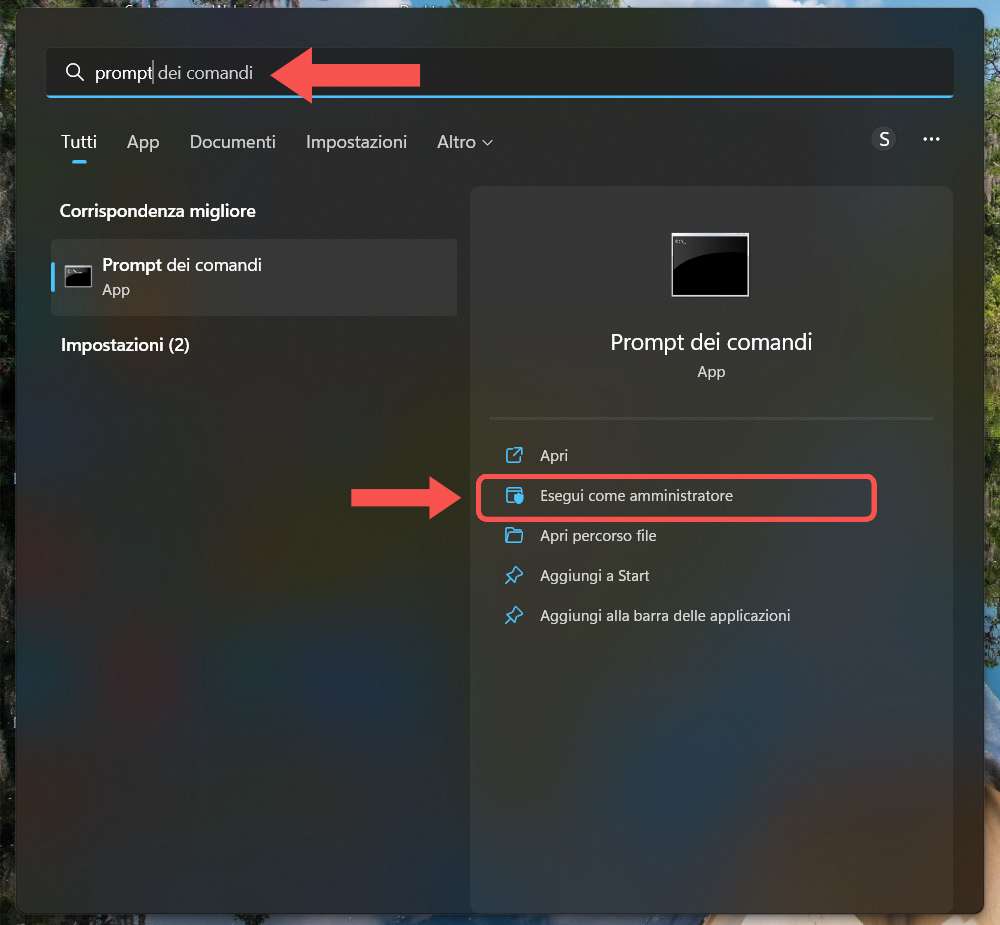 prompt dei comandi
Tutti App Documenti Impostazioni Altro
S
Corrispondenza migliore
Prompt dei comandi
App
Impostazioni (2)
Prompt dei comandi
App
Apri
Esegui come amministratore
Apri percorso file
Aggiungi a Start
Aggiungi alla barra delle applicazioni